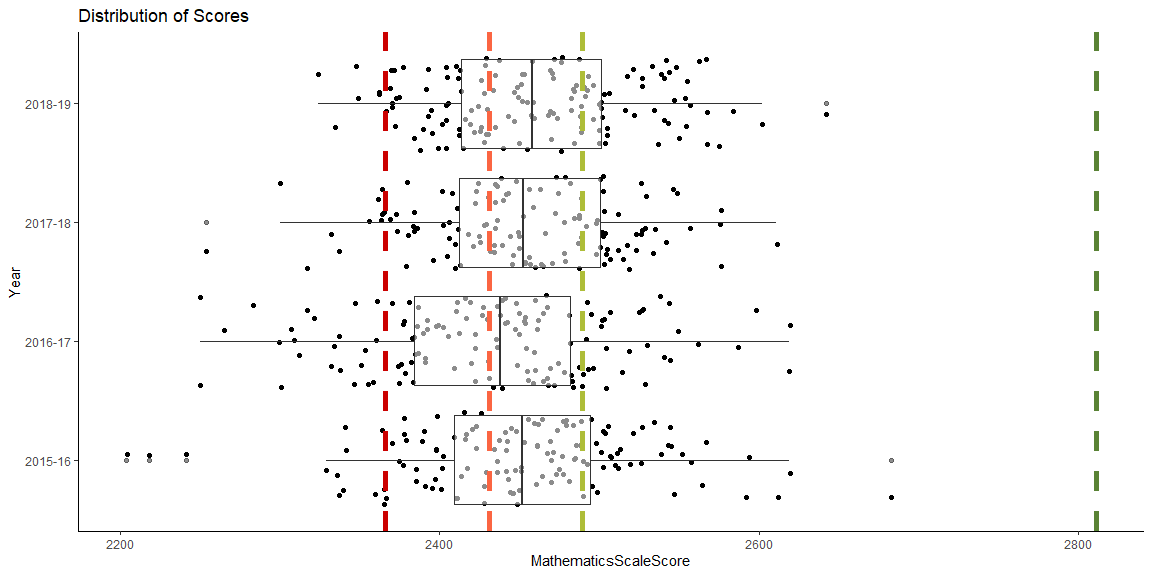 Distribution of Scores
2018-19
2017-18
2016-17
2015-16
Year
2200 2400 2600 2800
MathematicsScaleScore